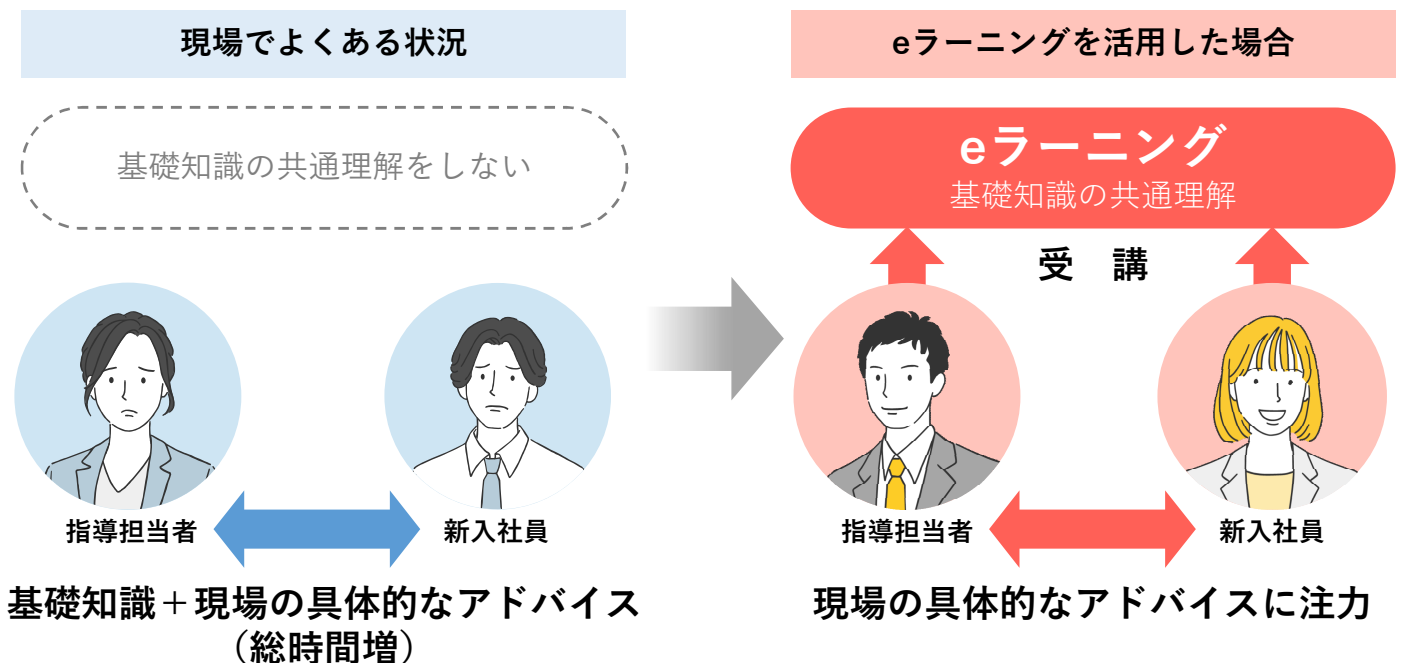 現場でよくある状況
基礎知識の共通理解をしない
指導担当者
新入社員
基礎知識＋現場の具体的なアドバイス
（総時間増）
eラーニングを活用した場合
eラーニング
基礎知識の共通理解
受　講
指導担当者
新入社員
現場の具体的なアドバイスに注力